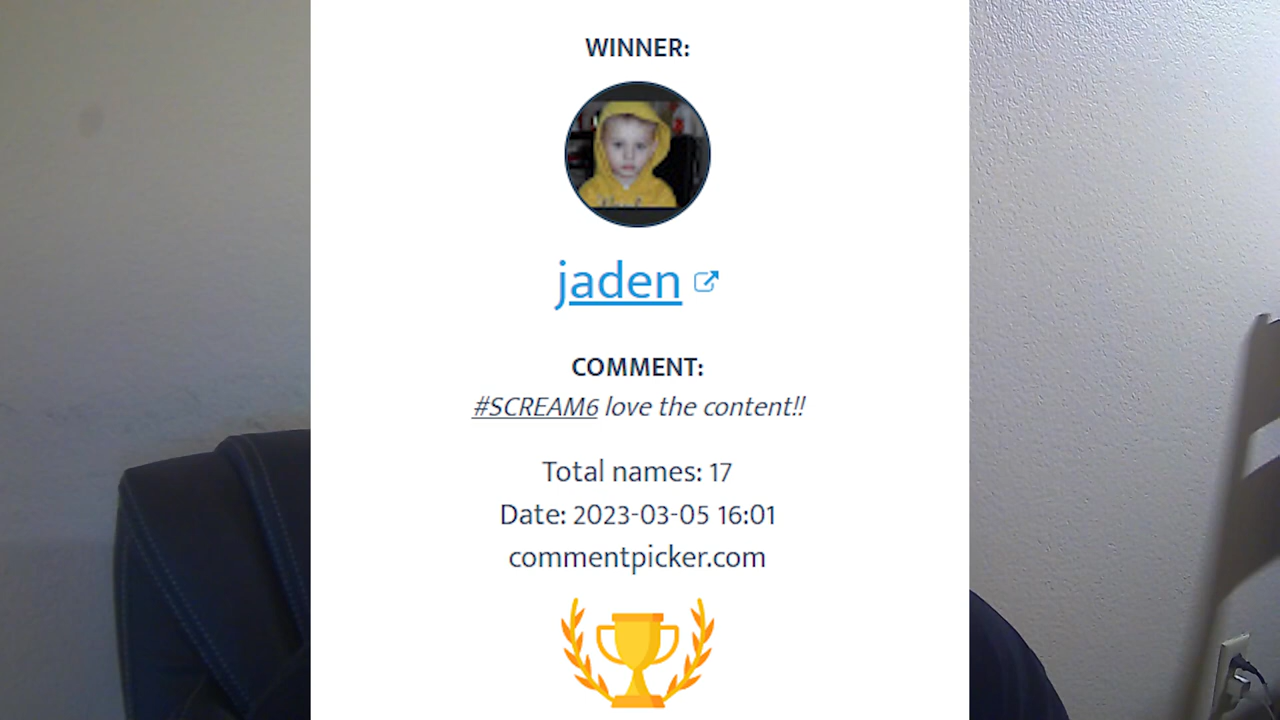 WINNER:
jaden
COMMENT:
#SCREAM6 love the content!!
Total names: 17
Date: 2023-03-05 16:01
commentpicker.com